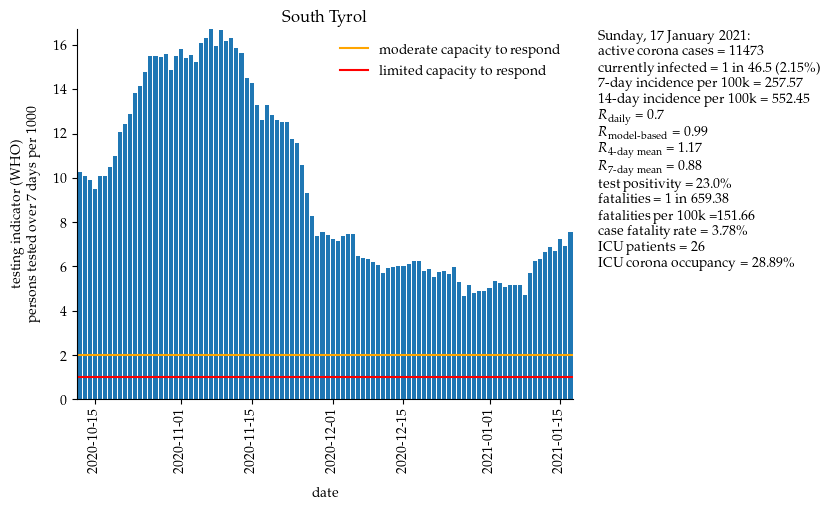 South Tyrol
moderate capacity to respond
limited capacity to respond
testing indicator (WHO)
persons tested over 7 days per 1000
16
14
12
10
8
6
4
2
0
2020-10-15
2020-11-01
2020-11-15
2020-12-01
2020-12-15
2021-01-01
2021-01-15
date
Sunday, 17 January 2021:
active corona cases = 11473
currently infected = 1 in 46.5 (2.15%)
7-day incidence per 100k = 257.57
14-day incidence per 100k = 552.45
R daily = 0.7
R model-based = 0.99
R 4-day mean = 1.17
R 7-day mean = 0.88
test positivity = 23.0%
fatalities = 1 in 659.38
fatalities per 100k =151.66
case fatality rate = 3.78%
ICU patients = 26
ICU corona occupancy = 28.89%